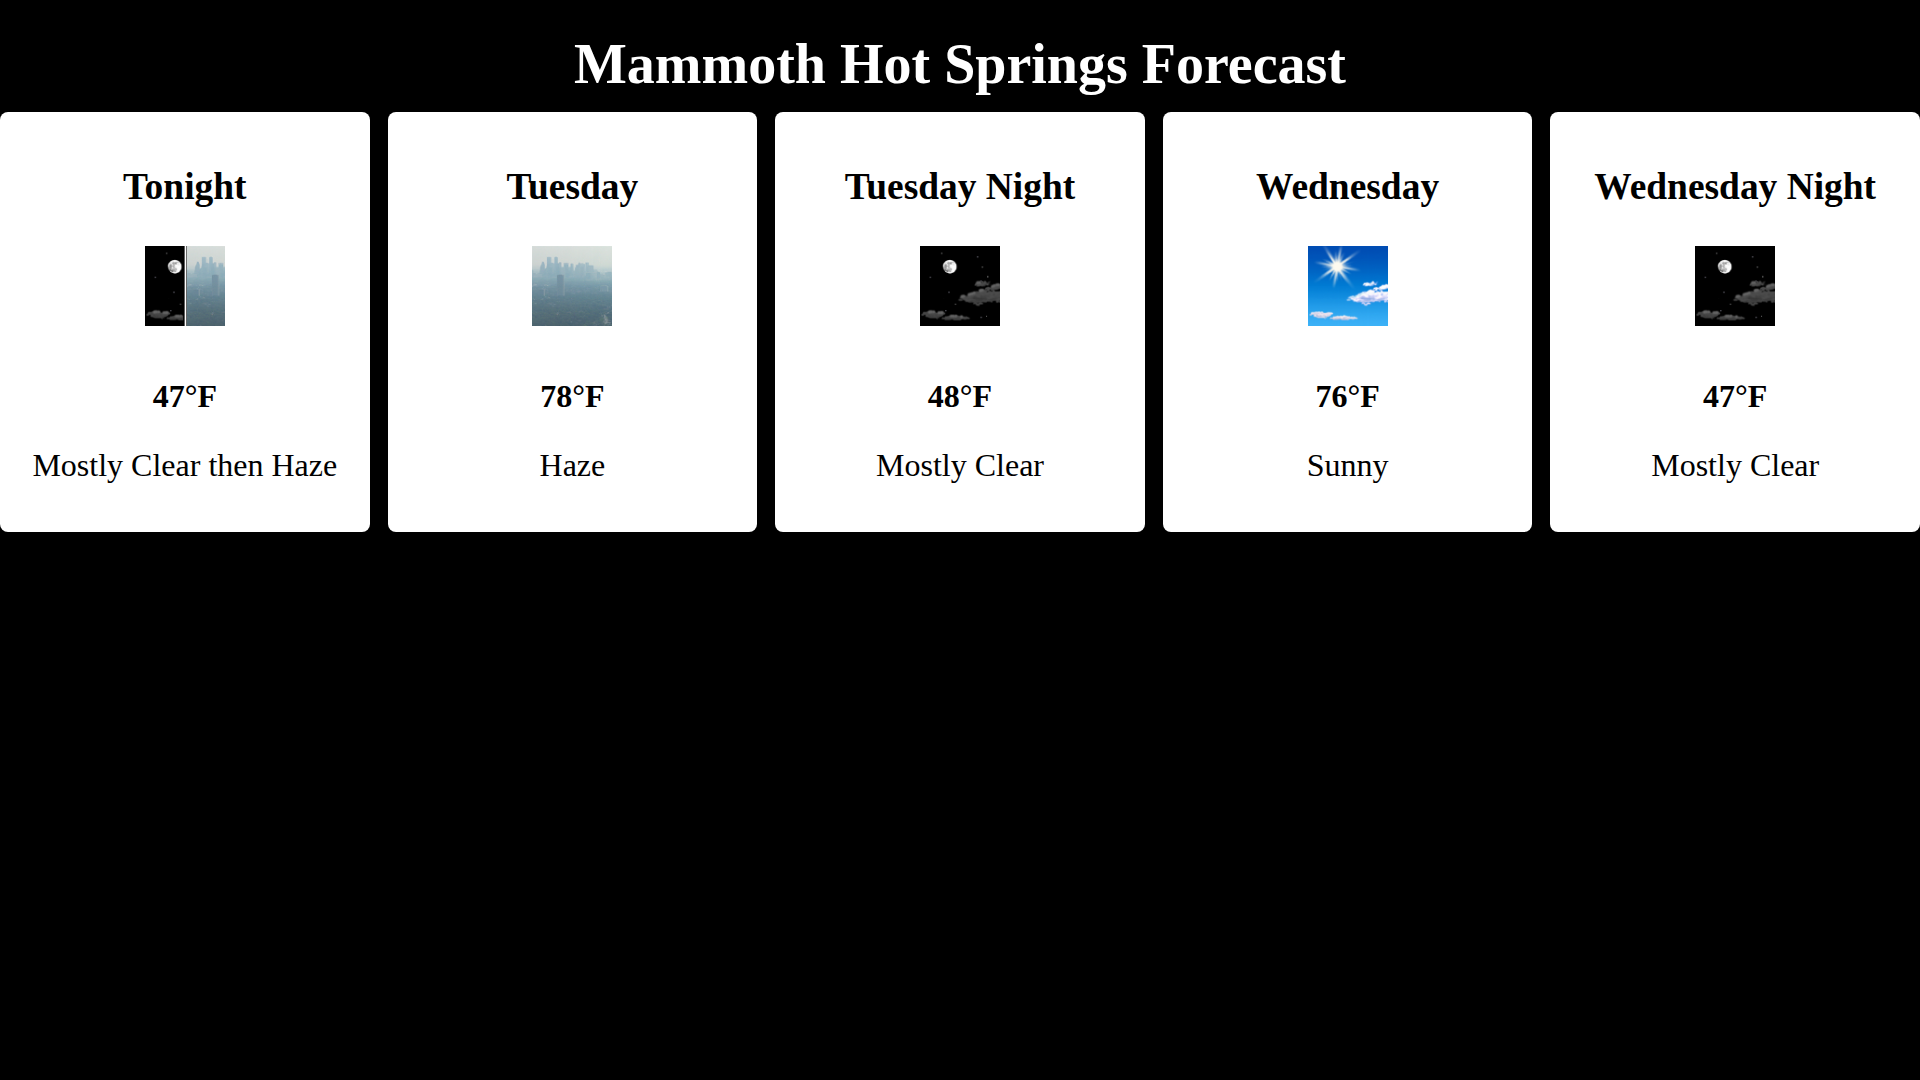 Mammoth Hot Springs Forecast
Tonight
47°F
Mostly Clear then Haze
Tuesday
78°F
Haze
Tuesday Night
48°F
Mostly Clear
Wednesday
76°F
Sunny
Wednesday Night
47°F
Mostly Clear